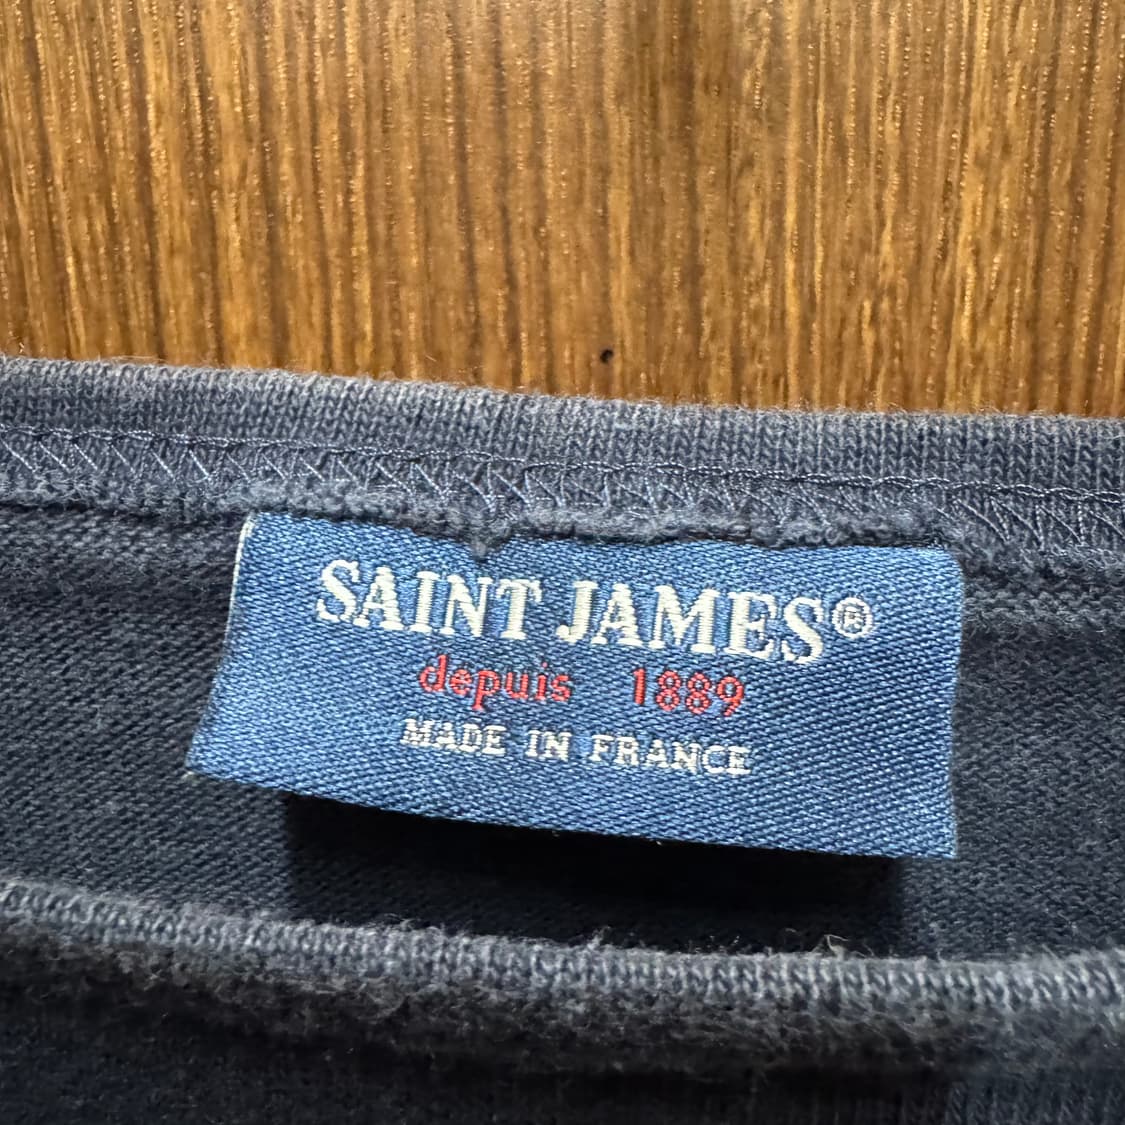 SAINT JAMES®
depuis 1889
MADE IN FRANCE